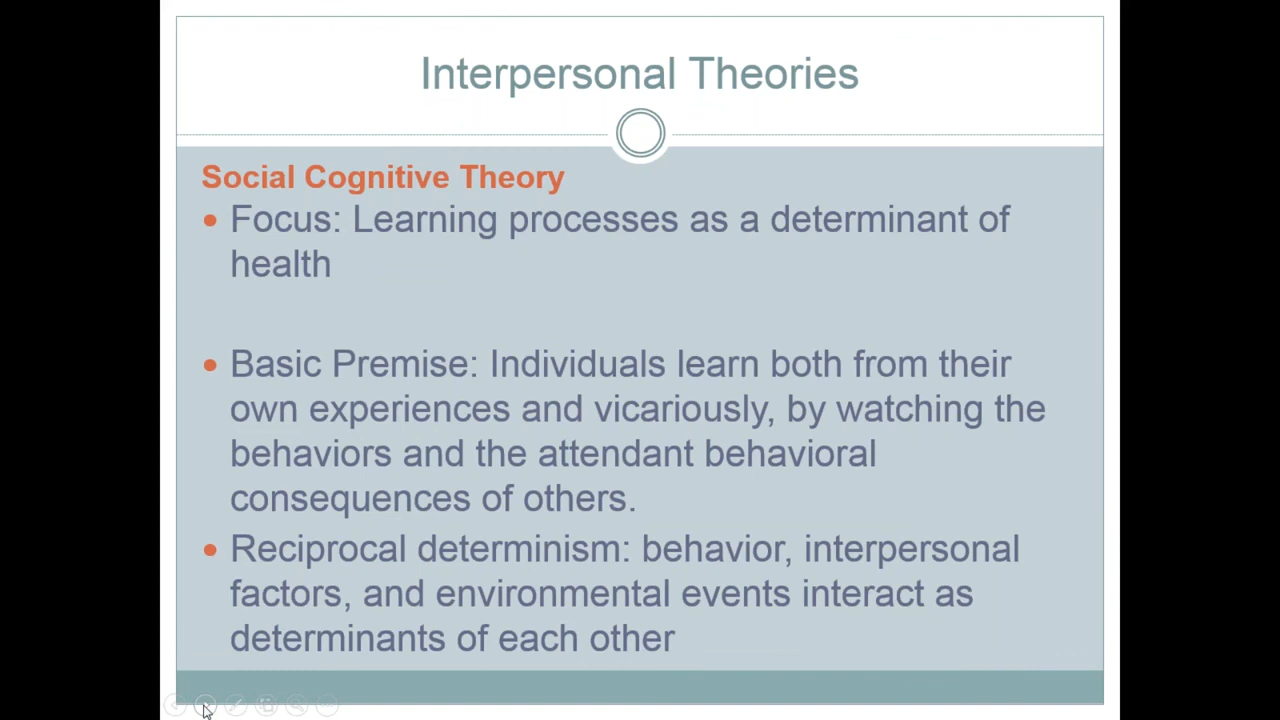 Interpersonal Theories
Social Cognitive Theory
• Focus: Learning processes as a determinant of
health
• Basic Premise: Individuals learn both from their
own experiences and vicariously, by watching the
behaviors and the attendant behavioral
consequences of others.
• Reciprocal determinism: behavior, interpersonal
factors, and environmental events interact as
determinants of each other